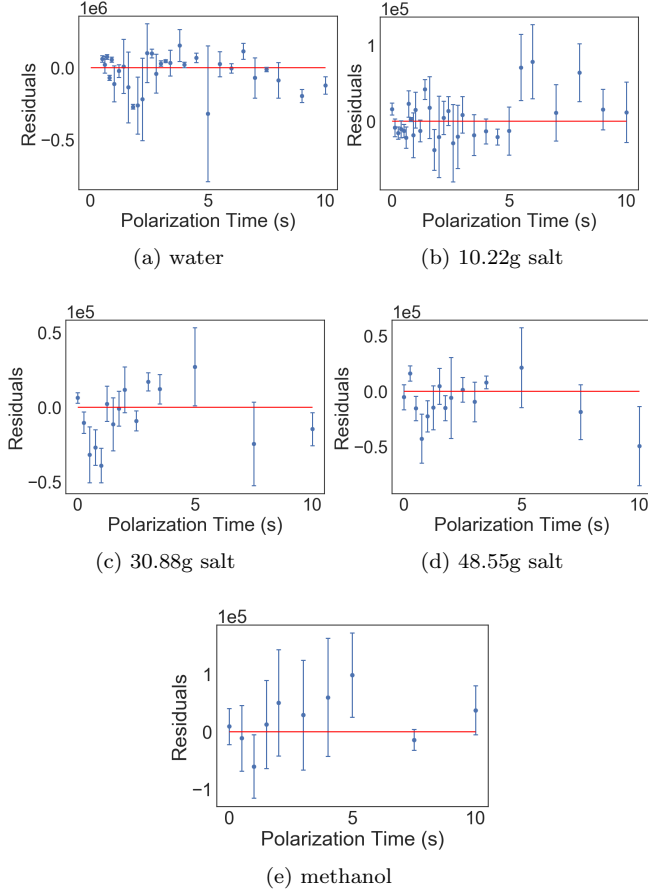 1e6
0.0
−0.5
Residuals
0 5 10
Polarization Time (s)
(a) water
1e5
1
0
Residuals
0 5 10
Polarization Time (s)
(b) 10.22g salt
1e5
0.5
0.0
−0.5
Residuals
0 5 10
Polarization Time (s)
(c) 30.88g salt
1e5
0.5
0.0
−0.5
Residuals
0 5 10
Polarization Time (s)
(d) 48.55g salt
1e5
1
0
−1
Residuals
0 5 10
Polarization Time (s)
(e) methanol